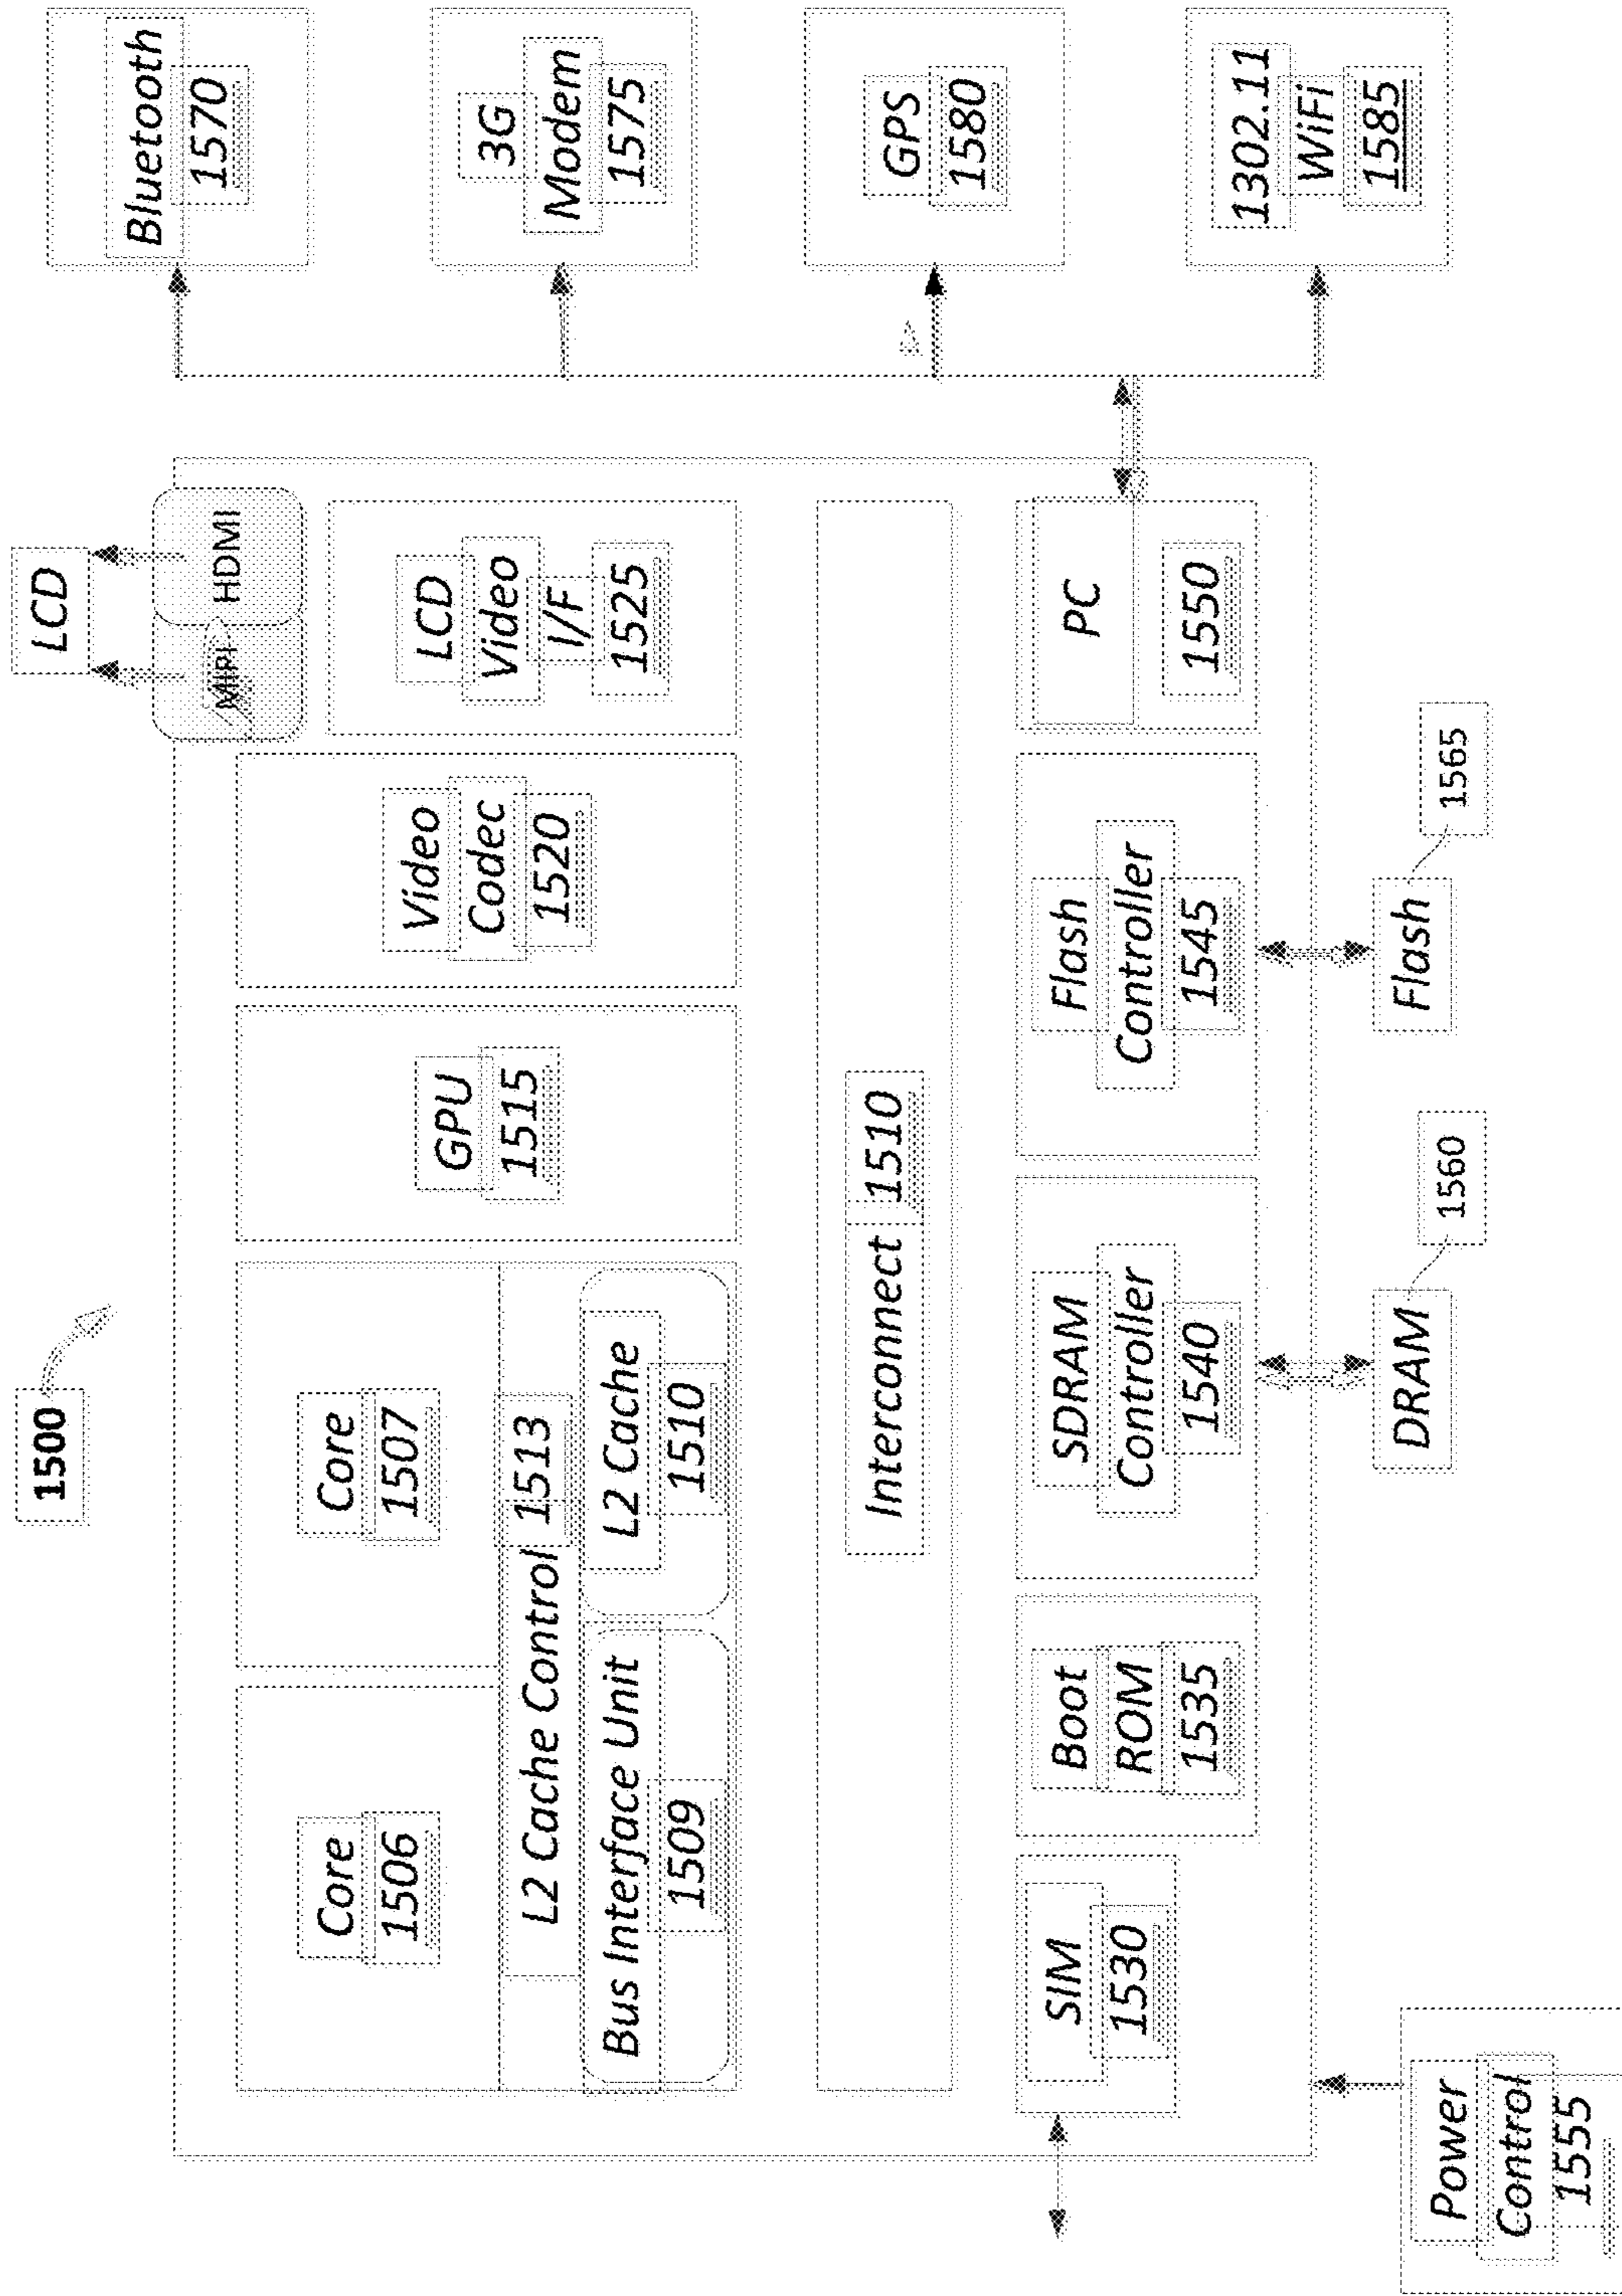 1500
LCD
MIPI
HDMI
Core
1506
Core
1507
L2 Cache Control 1513
Bus Interface Unit
1509
L2 Cache
1510
GPU
1515
Video
Codec
1520
LCD
Video
I/F
1525
Interconnect 1510
SIM
1530
Boot
ROM
1535
SDRAM
Controller
1540
Flash
Controller
1545
PC
1550
Power
Control
1555
DRAM
1560
Flash
1565
Bluetooth
1570
3G
Modem
1575
GPS
1580
1302.11
WiFi
1585